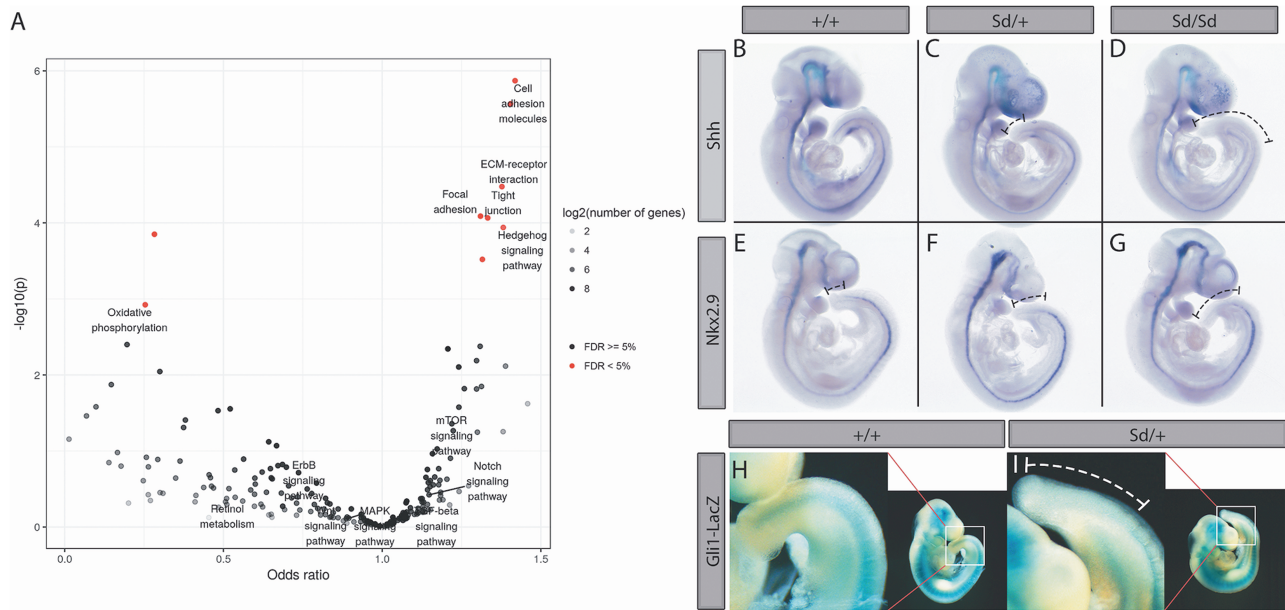 A
-log10(p)
6
4
2
0
0.0
0.5
1.0
1.5
Odds ratio
Cell
adhesion
molecules
ECM-receptor
interaction
Focal
adhesion
Tight
junction
Hedgehog
signaling
pathway
Oxidative
phosphorylation
mTOR
signaling
pathway
ErbB
signaling
pathway
Notch
signaling
pathway
Retinol
metabolism
signaling
pathway
MAPK
signaling
pathway
-beta
signaling
pathway
log2(number of genes)
2
4
6
8
FDR >= 5%
FDR < 5%
+/+
Sd/+
Sd/Sd
Shh
B
C
D
Nkx2.9
E
F
G
+/+
Sd/+
Gli1-LacZ
H
I